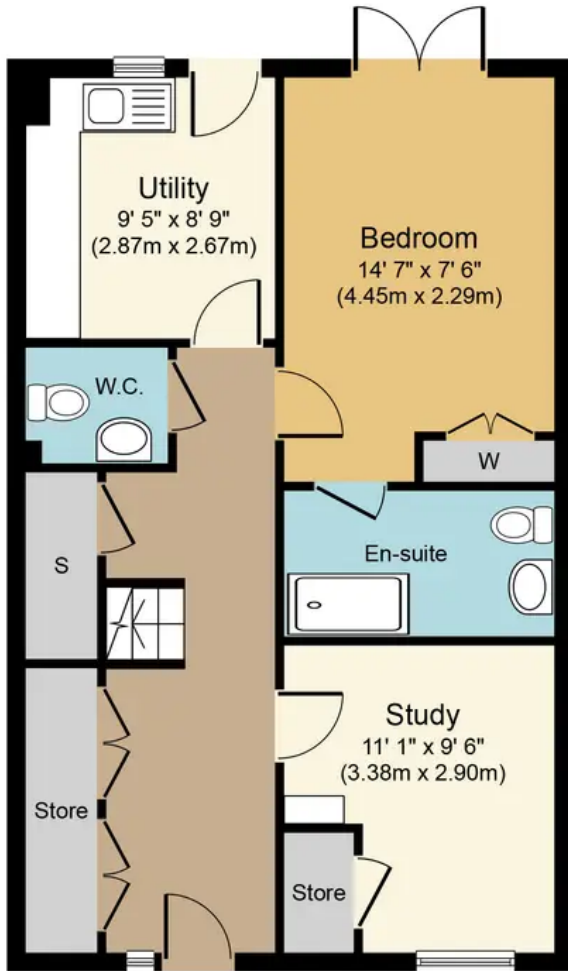 Utility
9' 5" x 8' 9"
(2.87m x 2.67m)
Bedroom
14' 7" x 7' 6"
(4.45m x 2.29m)
W.C.
W
S
En-suite
Study
11' 1" x 9' 6"
(3.38m x 2.90m)
Store
Store